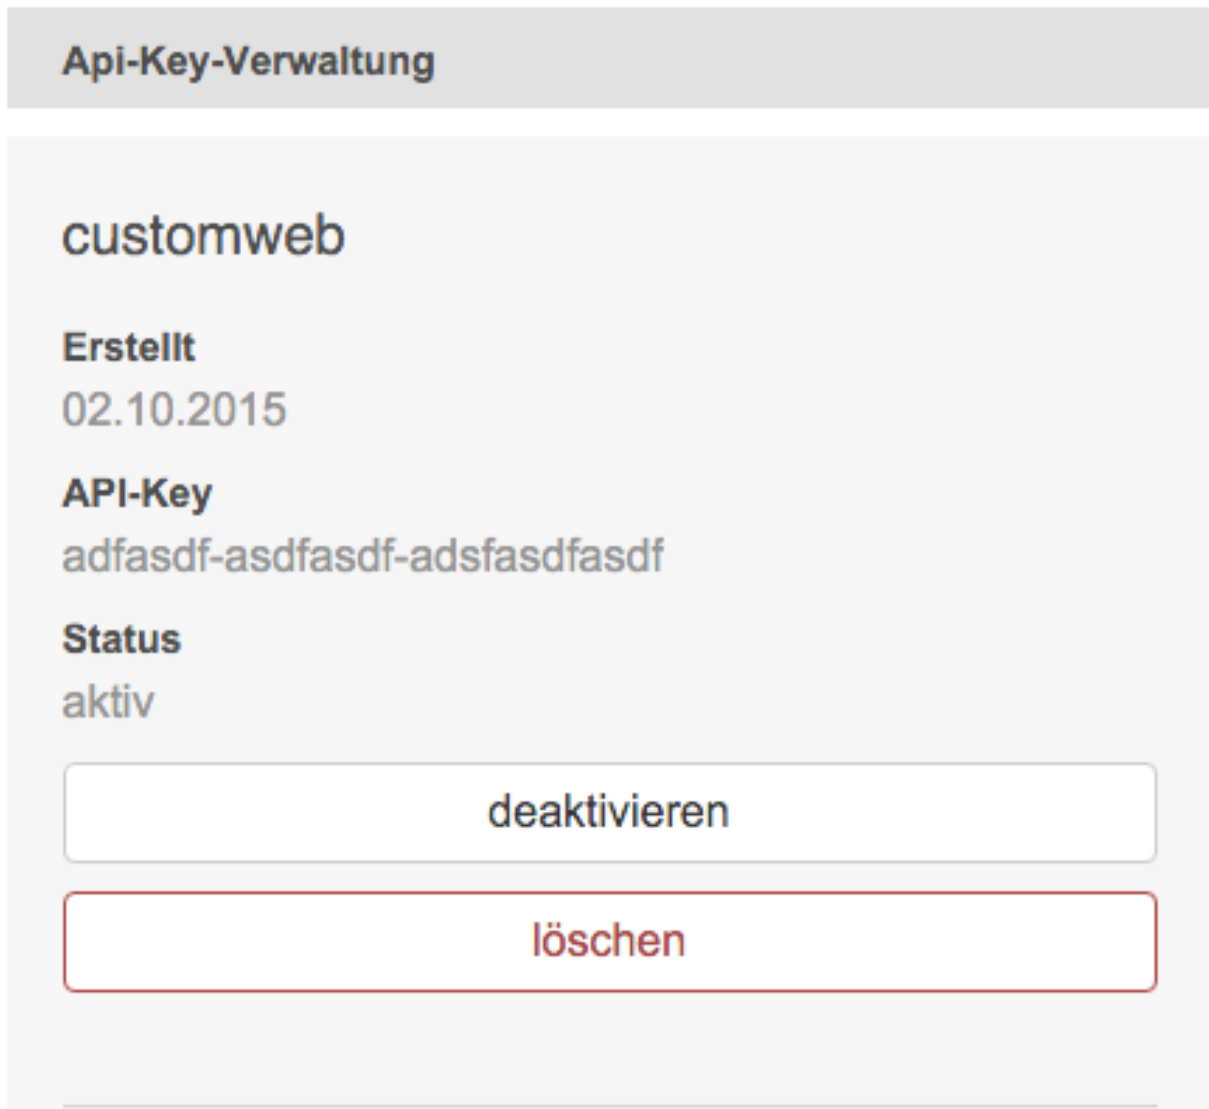 Api-Key-Verwaltung
customweb
Erstellt
02.10.2015
API-Key
adfasdf-asdfasdf-adsfasdfasdf
Status
aktiv
deaktivieren
löschen